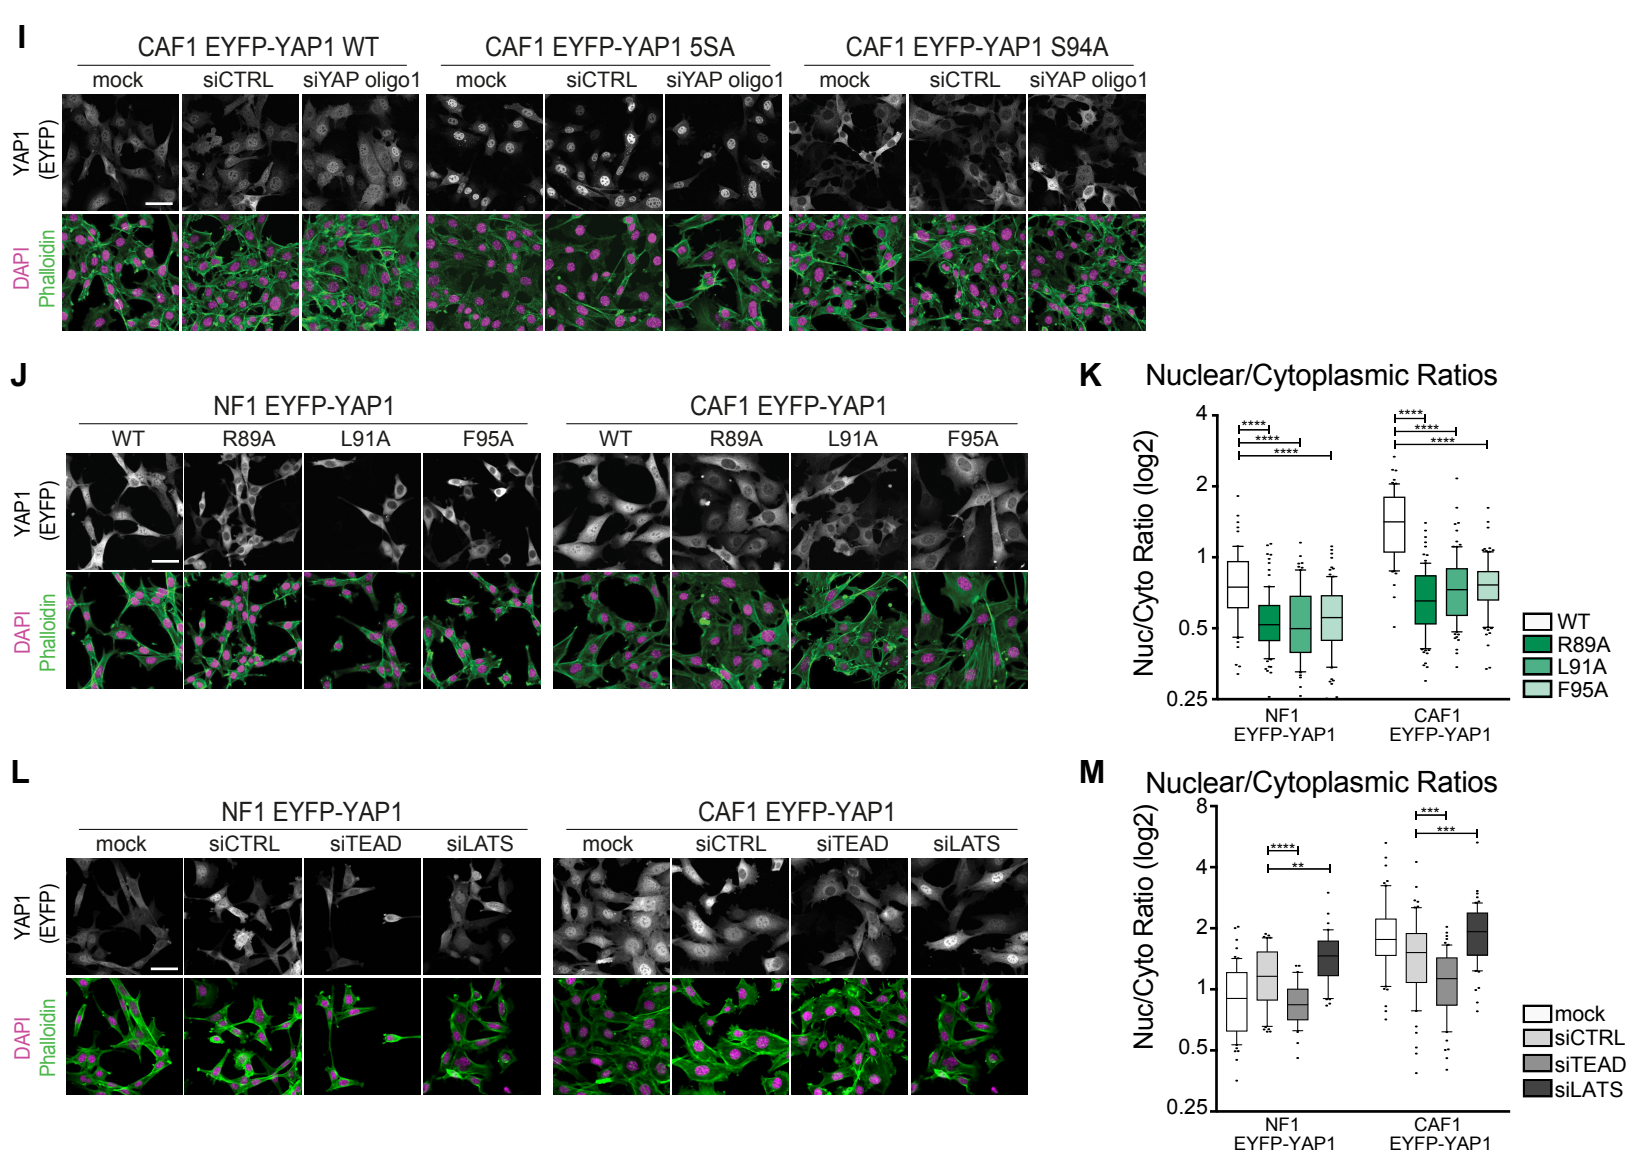 I
CAF1 EYFP-YAP1 WT
CAF1 EYFP-YAP1 5SA
CAF1 EYFP-YAP1 S94A
mock siCTRL siYAP oligo1
mock siCTRL siYAP oligo1
mock siCTRL siYAP oligo1
YAP1
(EYFP)
DAPI
Phalloidin
J
NF1 EYFP-YAP1
CAF1 EYFP-YAP1
WT R89A L91A F95A
WT R89A L91A F95A
YAP1
(EYFP)
DAPI
Phalloidin
K
Nuclear/Cytoplasmic Ratios
Nuc/Cyto Ratio (log2)
4
2
1
0.5
0.25
****
****
****
****
****
****
NF1
EYFP-YAP1
CAF1
EYFP-YAP1
WT
R89A
L91A
F95A
L
NF1 EYFP-YAP1
CAF1 EYFP-YAP1
mock siCTRL siTEAD siLATS
mock siCTRL siTEAD siLATS
YAP1
(EYFP)
DAPI
Phalloidin
M
Nuclear/Cytoplasmic Ratios
Nuc/Cyto Ratio (log2)
8
4
2
1
0.5
0.25
****
**
***
***
NF1
EYFP-YAP1
CAF1
EYFP-YAP1
mock
siCTRL
siTEAD
siLATS